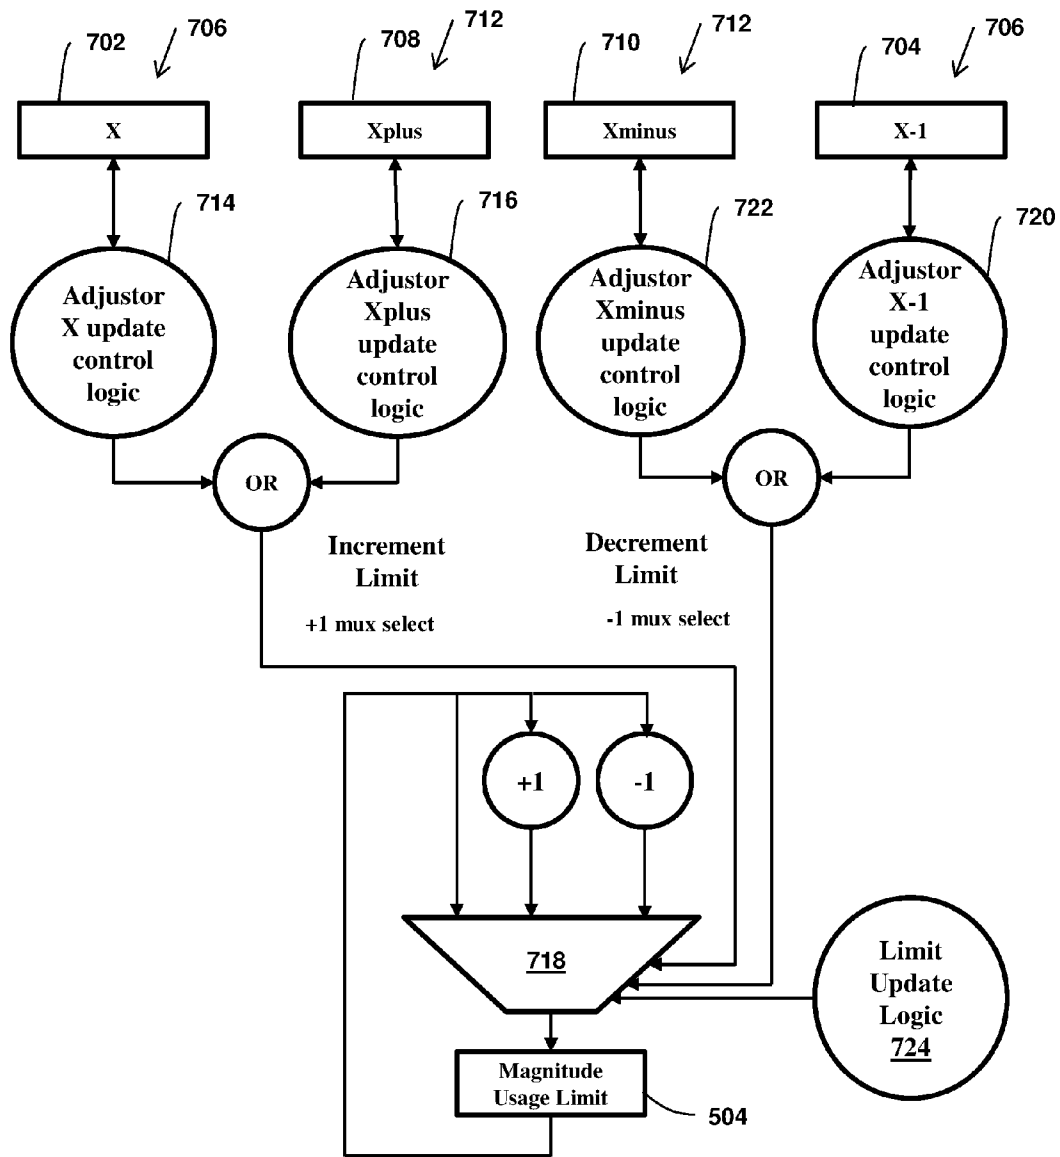 702
706
708
712
710
712
704
706
X
Xplus
Xminus
X-1
714
716
722
720
Adjustor
X update
control
logic
Adjustor
Xplus
update
control
logic
Adjustor
Xminus
update
control
logic
Adjustor
X-1
update
control
logic
OR
OR
Increment
Limit
+1 mux select
Decrement
Limit
-1 mux select
+1
-1
718
Limit
Update
Logic
724
Magnitude
Usage Limit
504